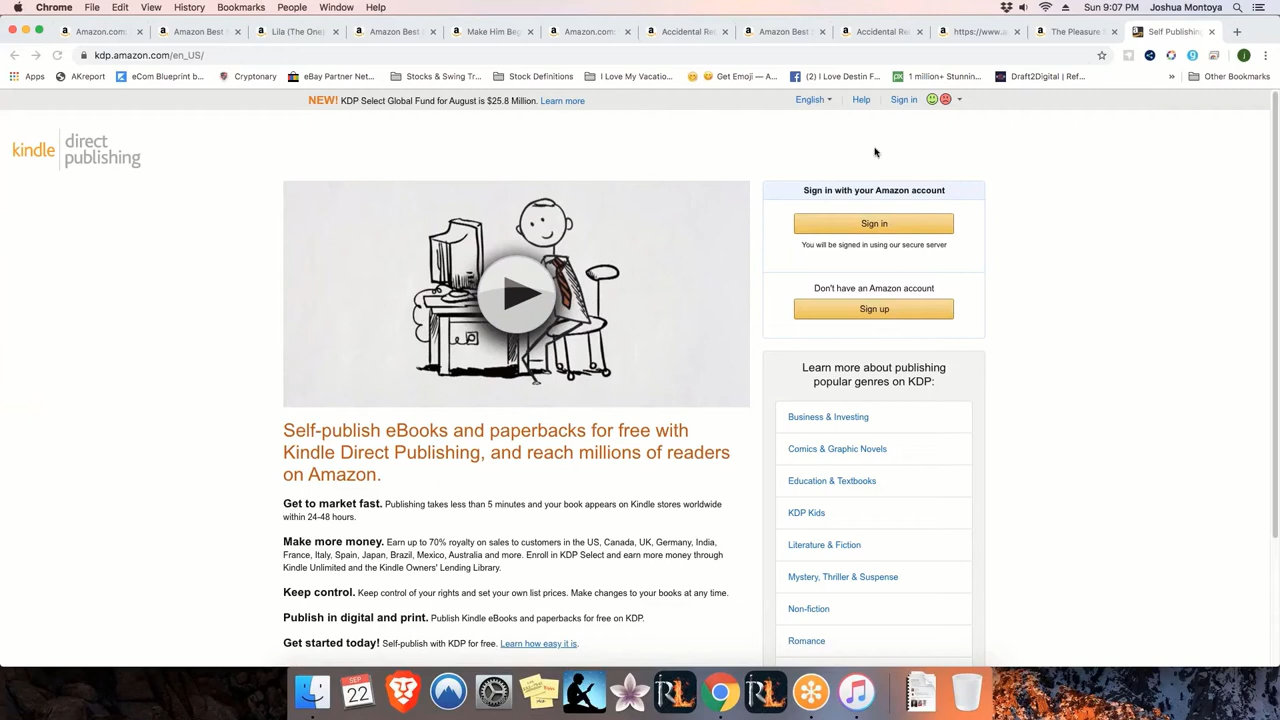 Chrome File Edit View History Bookmarks People Window Help Sun 9:07 PM Joshua Montoya
Amazon.com: Amazon Best Lila (The One) Amazon Best Make Him Beg Amazon.com: Accidental Re Amazon Best Accidental Re https://www.a The Pleasure Self Publishing
kdp.amazon.com/en_US/
Apps AKreport eCom Blueprint b... Cryptonary eBay Partner Net... Stocks & Swing Tr... Stock Definitions I Love My Vacatio... Get Emoji — A... (2) I Love Destin F... 1 million+ Stunnin... Draft2Digital | Ref... » Other Bookmarks
NEW! KDP Select Global Fund for August is $25.8 Million. Learn more English Help Sign in
kindle direct
publishing
Sign in with your Amazon account
Sign in
You will be signed in using our secure server
Don't have an Amazon account
Sign up
Learn more about publishing
popular genres on KDP:
Business & Investing
Comics & Graphic Novels
Education & Textbooks
KDP Kids
Literature & Fiction
Mystery, Thriller & Suspense
Non-fiction
Romance
Self-publish eBooks and paperbacks for free with
Kindle Direct Publishing, and reach millions of readers
on Amazon.
Get to market fast. Publishing takes less than 5 minutes and your book appears on Kindle stores worldwide
within 24-48 hours.
Make more money. Earn up to 70% royalty on sales to customers in the US, Canada, UK, Germany, India,
France, Italy, Spain, Japan, Brazil, Mexico, Australia and more. Enroll in KDP Select and earn more money through
Kindle Unlimited and the Kindle Owners' Lending Library.
Keep control. Keep control of your rights and set your own list prices. Make changes to your books at any time.
Publish in digital and print. Publish Kindle eBooks and paperbacks for free on KDP.
Get started today! Self-publish with KDP for free. Learn how easy it is.
SEP
22
RL
RL